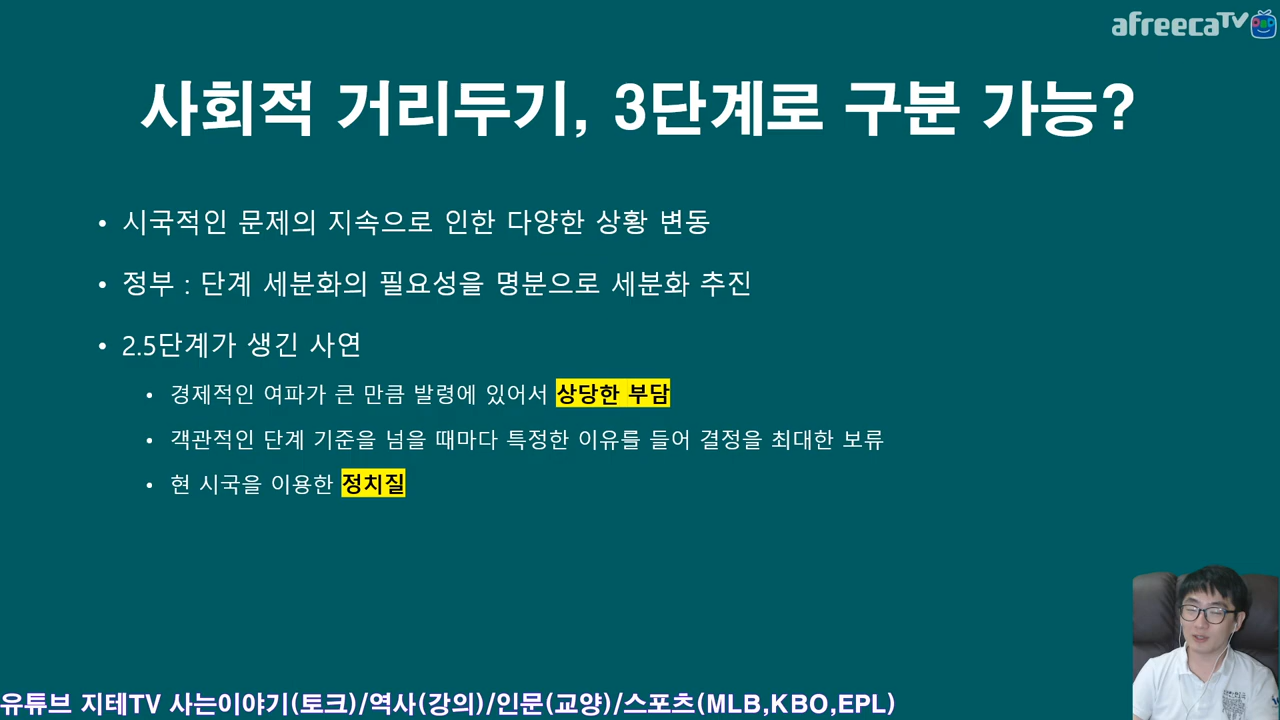 afreecaTV
사회적 거리두기, 3단계로 구분 가능?
• 시국적인 문제의 지속으로 인한 다양한 상황 변동
• 정부 : 단계 세분화의 필요성을 명분으로 세분화 추진
• 2.5단계가 생긴 사연
• 경제적인 여파가 큰 만큼 발령에 있어서 상당한 부담
• 객관적인 단계 기준을 넘을 때마다 특정한 이유를 들어 결정을 최대한 보류
• 현 시국을 이용한 정치질
유튜브 지테TV 사는이야기(토크)/역사(강의)/인문(교양)/스포츠(MLB,KBO,EPL)